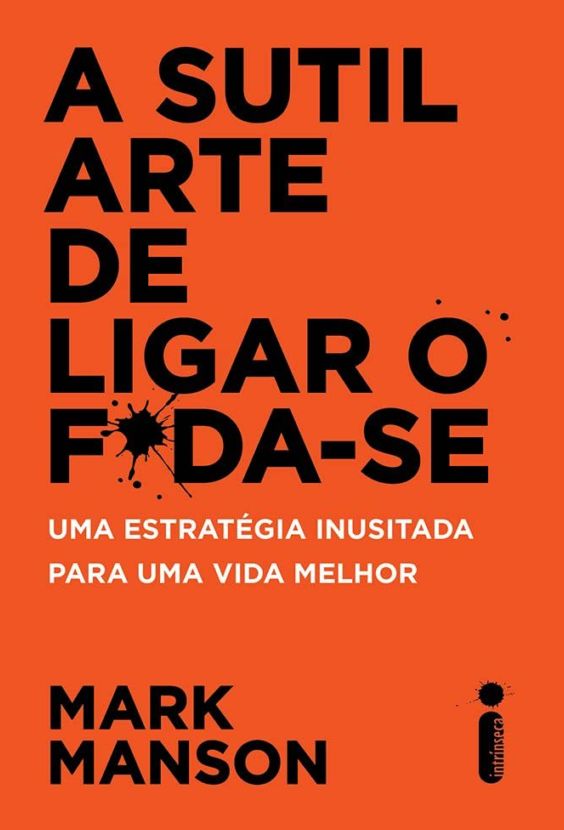 A SUTIL
ARTE
DE
LIGAR O
F*DA-SE
UMA ESTRATÉGIA INUSITADA
PARA UMA VIDA MELHOR
MARK
MANSON
intrínseca